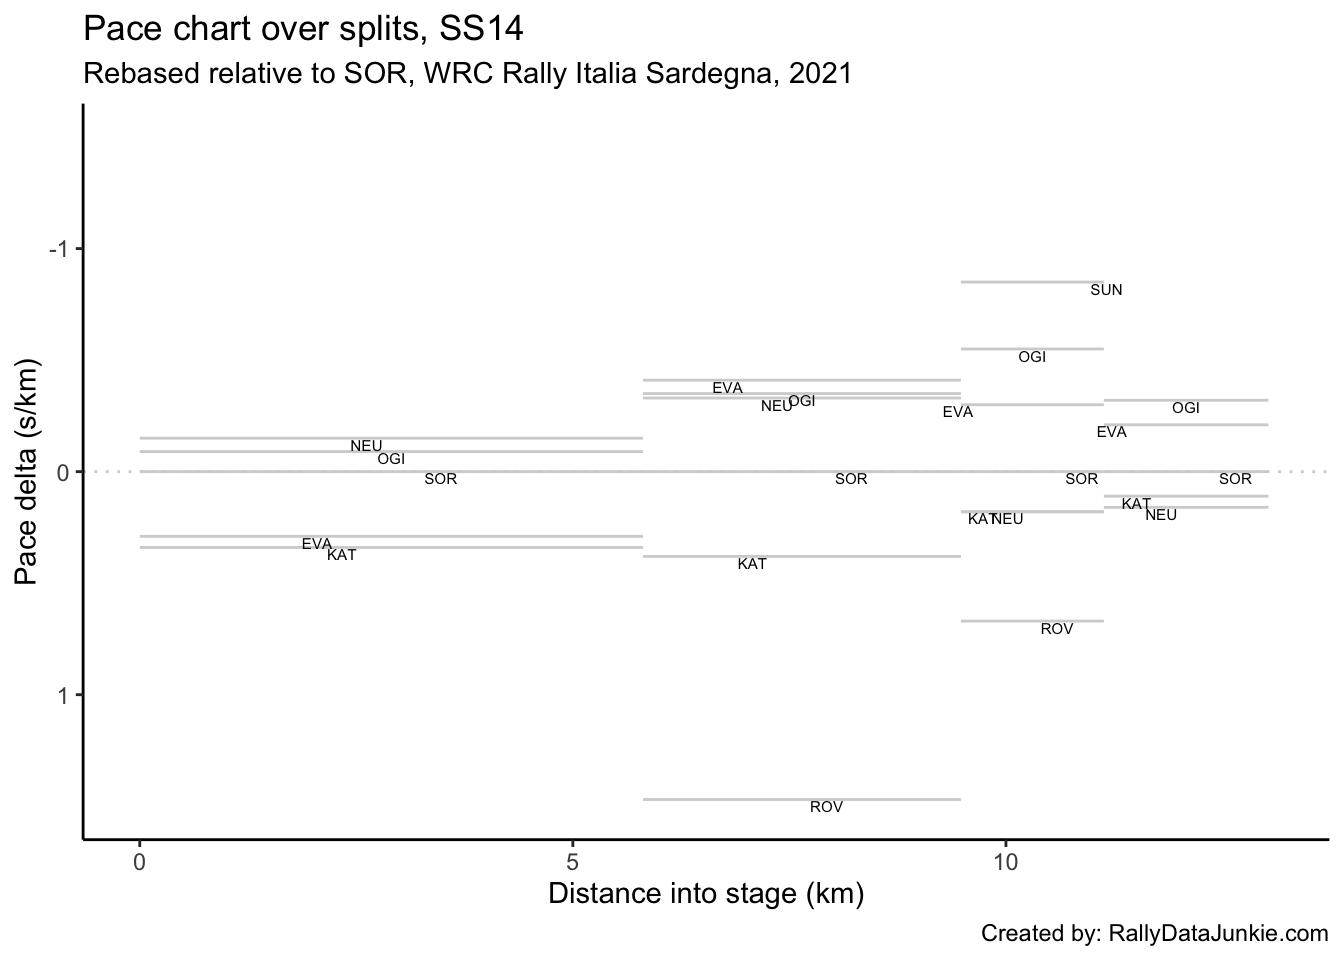 Pace chart over splits, SS14
Rebased relative to SOR, WRC Rally Italia Sardegna, 2021
Pace delta (s/km)
-1
0
1
SUN
OGI
EVA
EVA
OGI
NEU
EVA
OGI
EVA
NEU
OGI
SOR
SOR
SOR
SOR
KAT
NEU
KAT
NEU
EVA
KAT
KAT
ROV
ROV
0 5 10
Distance into stage (km)
Created by: RallyDataJunkie.com